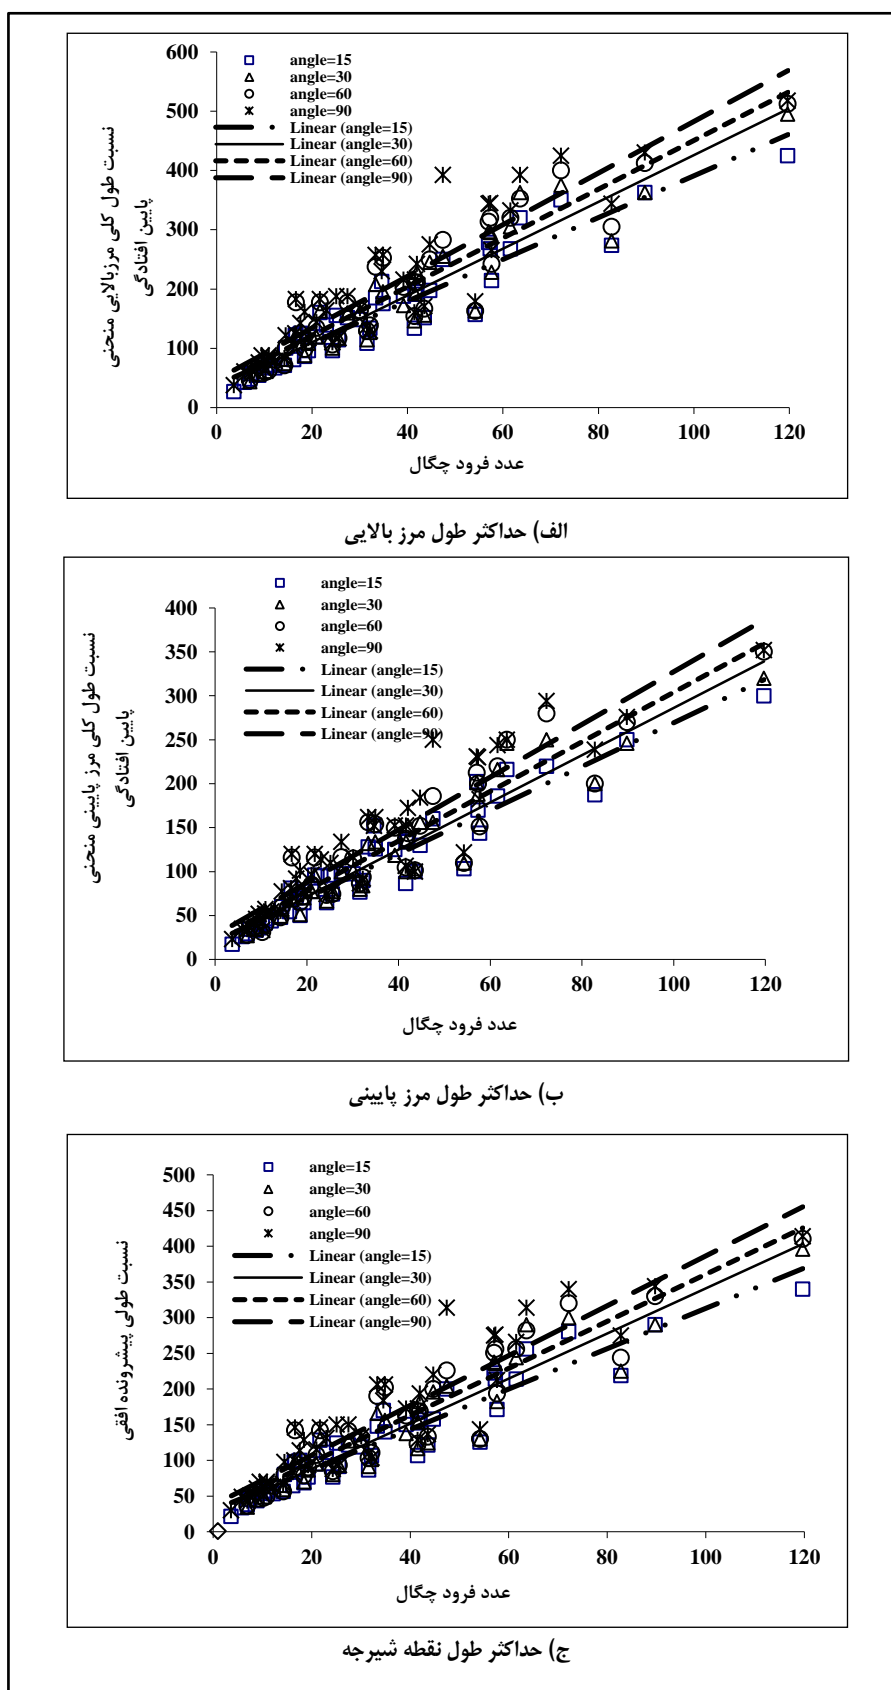 600
500
400
300
200
100
0
angle=15
angle=30
angle=60
angle=90
Linear (angle=15)
Linear (angle=30)
Linear (angle=60)
Linear (angle=90)
نسبت طول کلی مرزبالایی منحنی
پایین افتادگی
0 20 40 60 80 100 120
عدد فرود چگال
الف) حداکثر طول مرز بالایی
400
350
300
250
200
150
100
50
0
angle=15
angle=30
angle=60
angle=90
Linear (angle=15)
Linear (angle=30)
Linear (angle=60)
Linear (angle=90)
نسبت طول کلی مرز پایینی منحنی
پایین افتادگی
0 20 40 60 80 100 120
عدد فرود چگال
ب) حداکثر طول مرز پایینی
500
450
400
350
300
250
200
150
100
50
0
angle=15
angle=30
angle=60
angle=90
Linear (angle=15)
Linear (angle=30)
Linear (angle=60)
Linear (angle=90)
نسبت طولی پیشرونده افقی
0 20 40 60 80 100 120
عدد فرود چگال
ج) حداکثر طول نقطه شیرجه